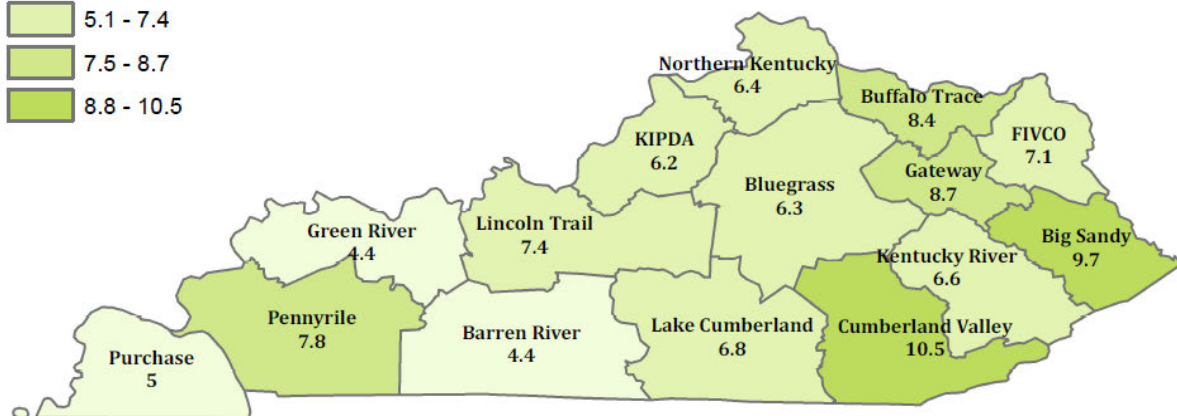 5.1 - 7.4
7.5 - 8.7
8.8 - 10.5
Northern Kentucky
6.4
Buffalo Trace
8.4
FIVCO
7.1
KIPDA
6.2
Gateway
8.7
Bluegrass
6.3
Lincoln Trail
7.4
Green River
4.4
Big Sandy
9.7
Kentucky River
6.6
Pennyrile
7.8
Barren River
4.4
Lake Cumberland
6.8
Cumberland Valley
10.5
Purchase
5